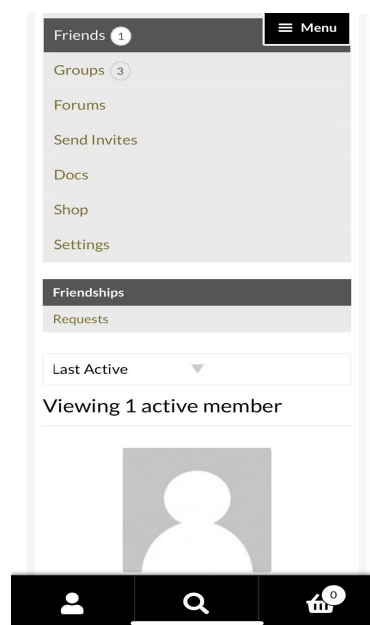 Friends 1
Menu
Groups 3
Forums
Send Invites
Docs
Shop
Settings
Friendships
Requests
Last Active
Viewing 1 active member
0